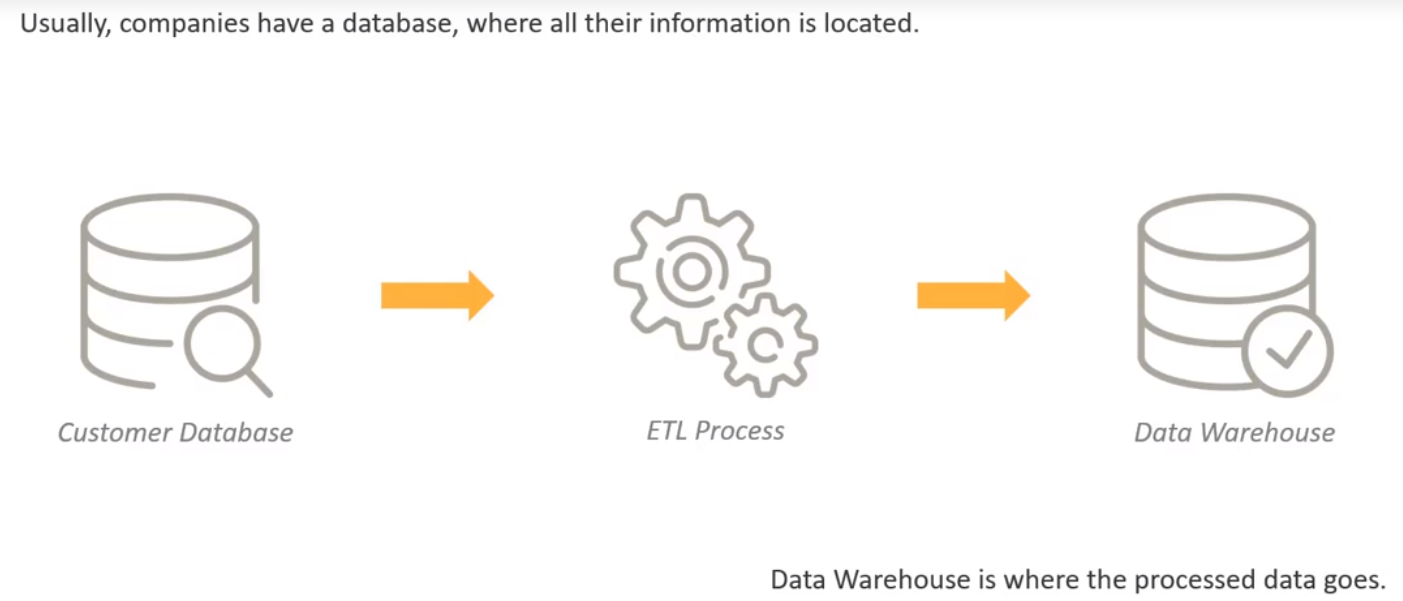 Usually, companies have a database, where all their information is located.
Customer Database
ETL Process
Data Warehouse
Data Warehouse is where the processed data goes.